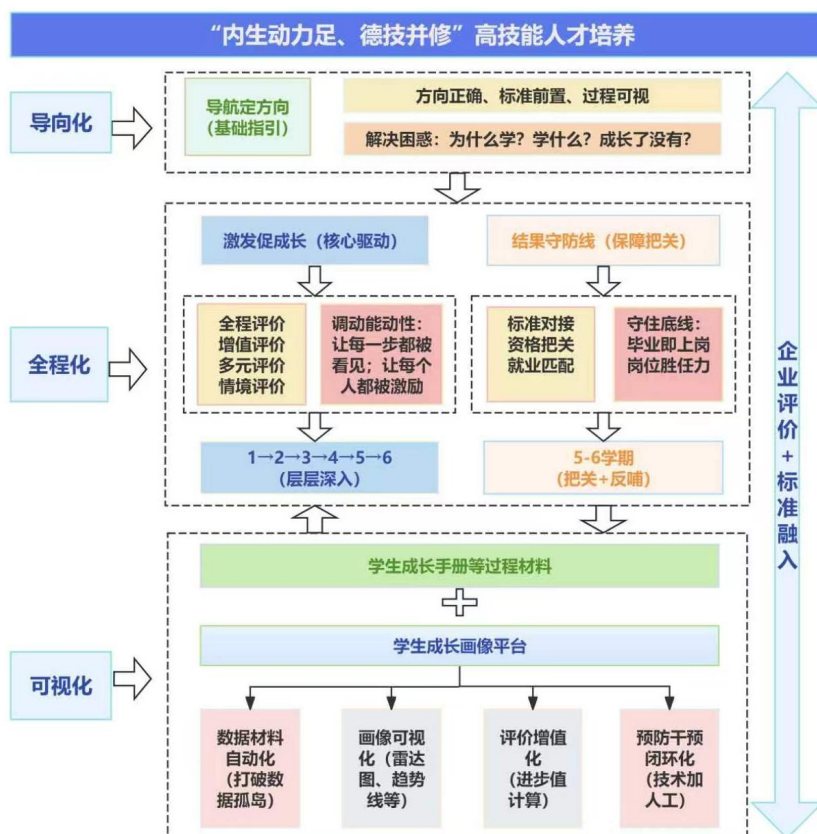 “内生动力足、德技并修”高技能人才培养
导向化
导航定方向
（基础指引）
方向正确、标准前置、过程可视
解决困惑：为什么学？学什么？成长了没有？
全程化
激发促成长（核心驱动）
结果守防线（保障把关）
全程评价
增值评价
多元评价
情境评价
调动能动性：
让每一步都被
看见；让每个
人都被激励
标准对接
资格把关
就业匹配
守住底线：
毕业即上岗
岗位胜任力
1→2→3→4→5→6
（层层深入）
5-6学期
（把关+反哺）
企业评价+标准融入
可视化
学生成长手册等过程材料
学生成长画像平台
数据材料
自动化
（打破数
据孤岛）
画像可视
化（雷达
图、趋势
线等）
评价增值
化
（进步值
计算）
预防干预
闭环化
（技术加
人工）